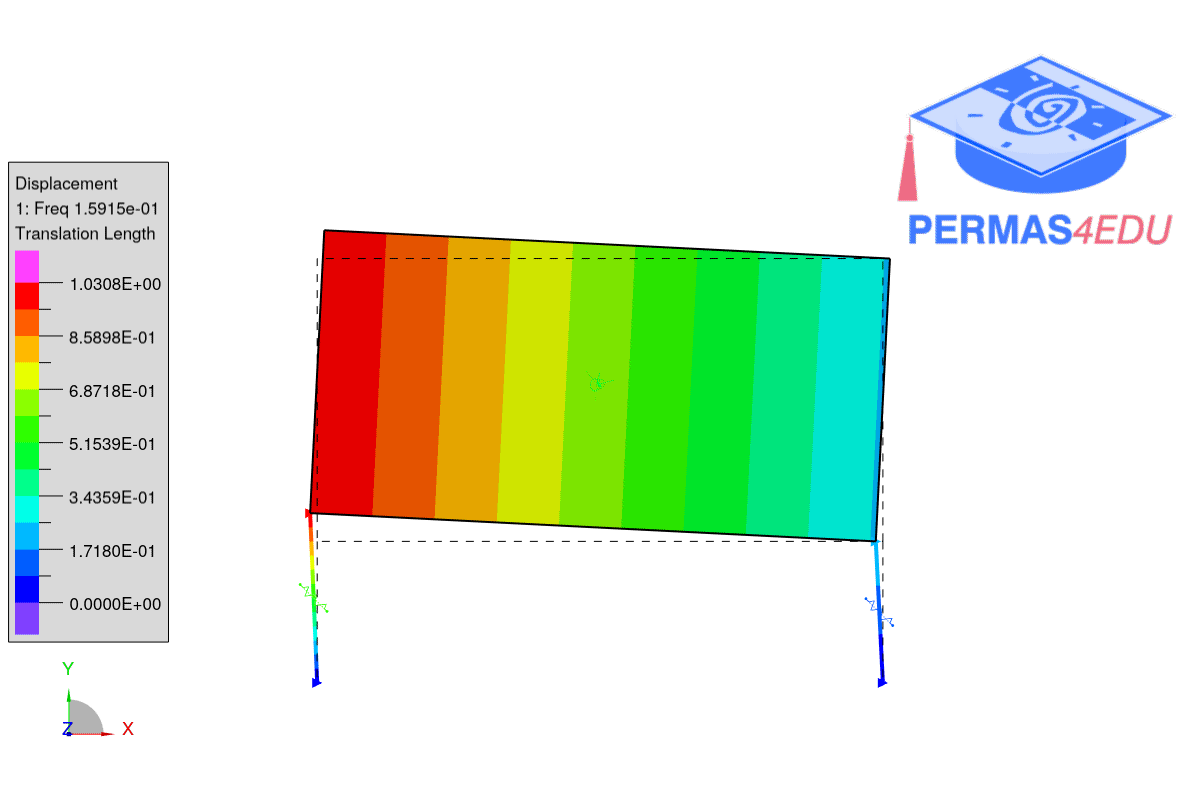 PERMAS4EDU
Displacement
1: Freq 1.5915e-01
Translation Length
1.0308E+00
8.5898E-01
6.8718E-01
5.1539E-01
3.4359E-01
1.7180E-01
0.0000E+00
Y
Z
X